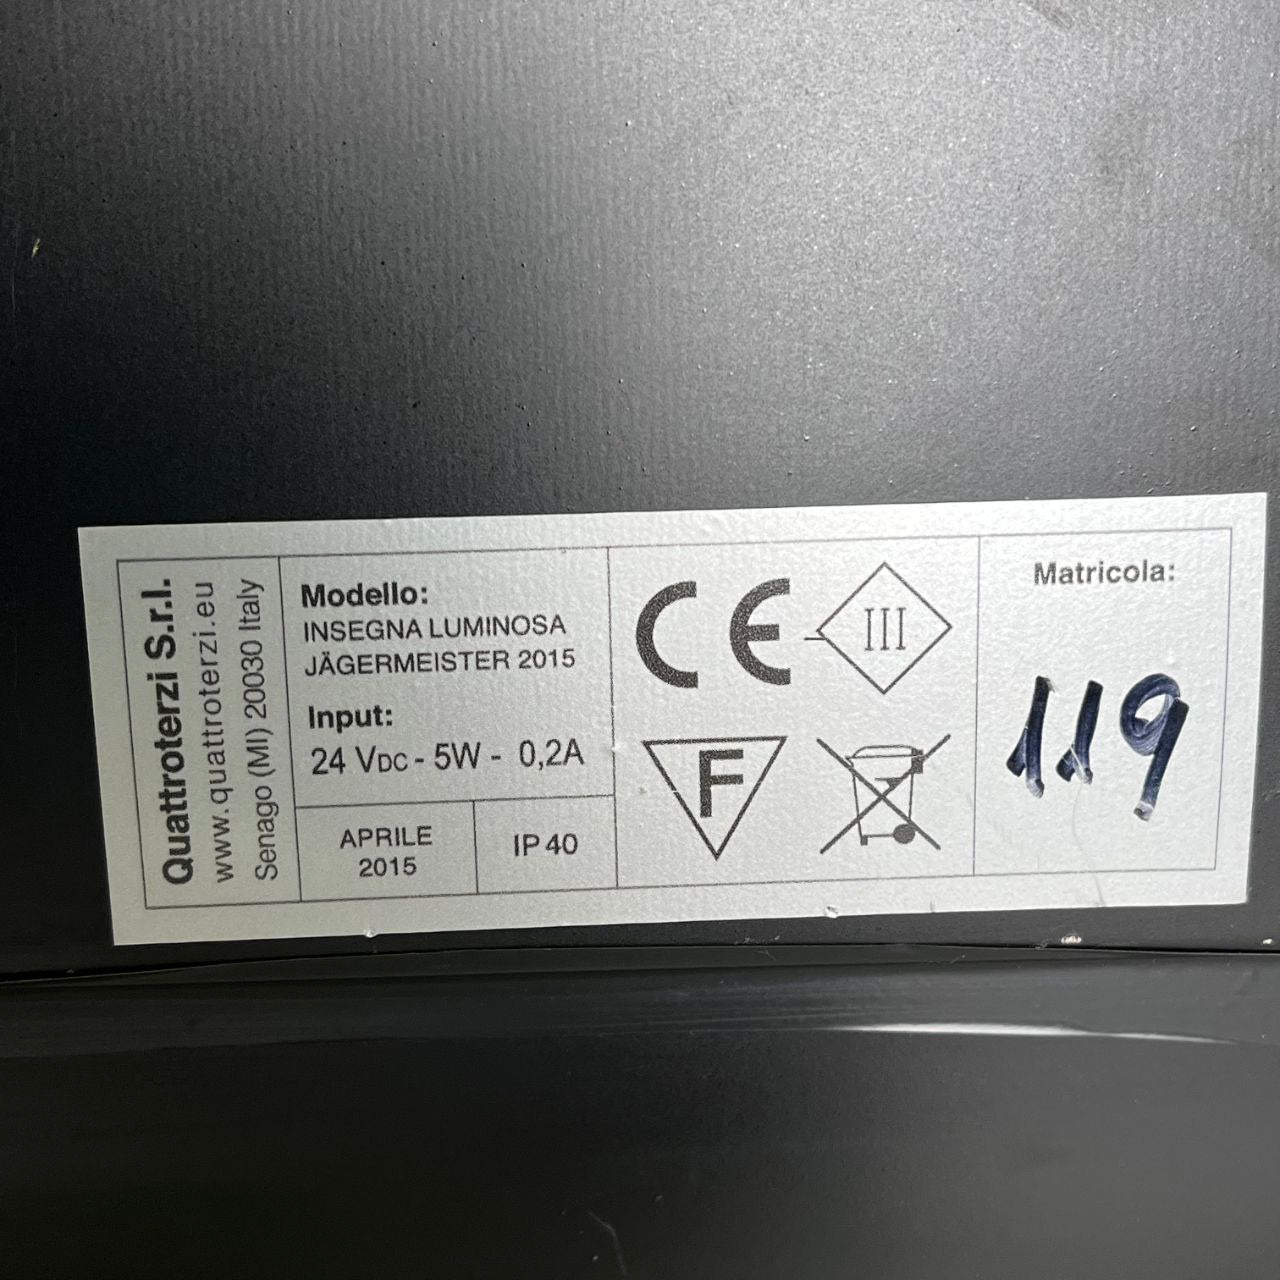 Quattroterzi S.r.l.
www.quattroterzi.eu
Senago (MI) 20030 Italy
Modello:
INSEGNA LUMINOSA
JÄGERMEISTER 2015
Input:
24 VDC - 5W - 0,2A
APRILE
2015
IP 40
CE
III
F
Matricola:
119